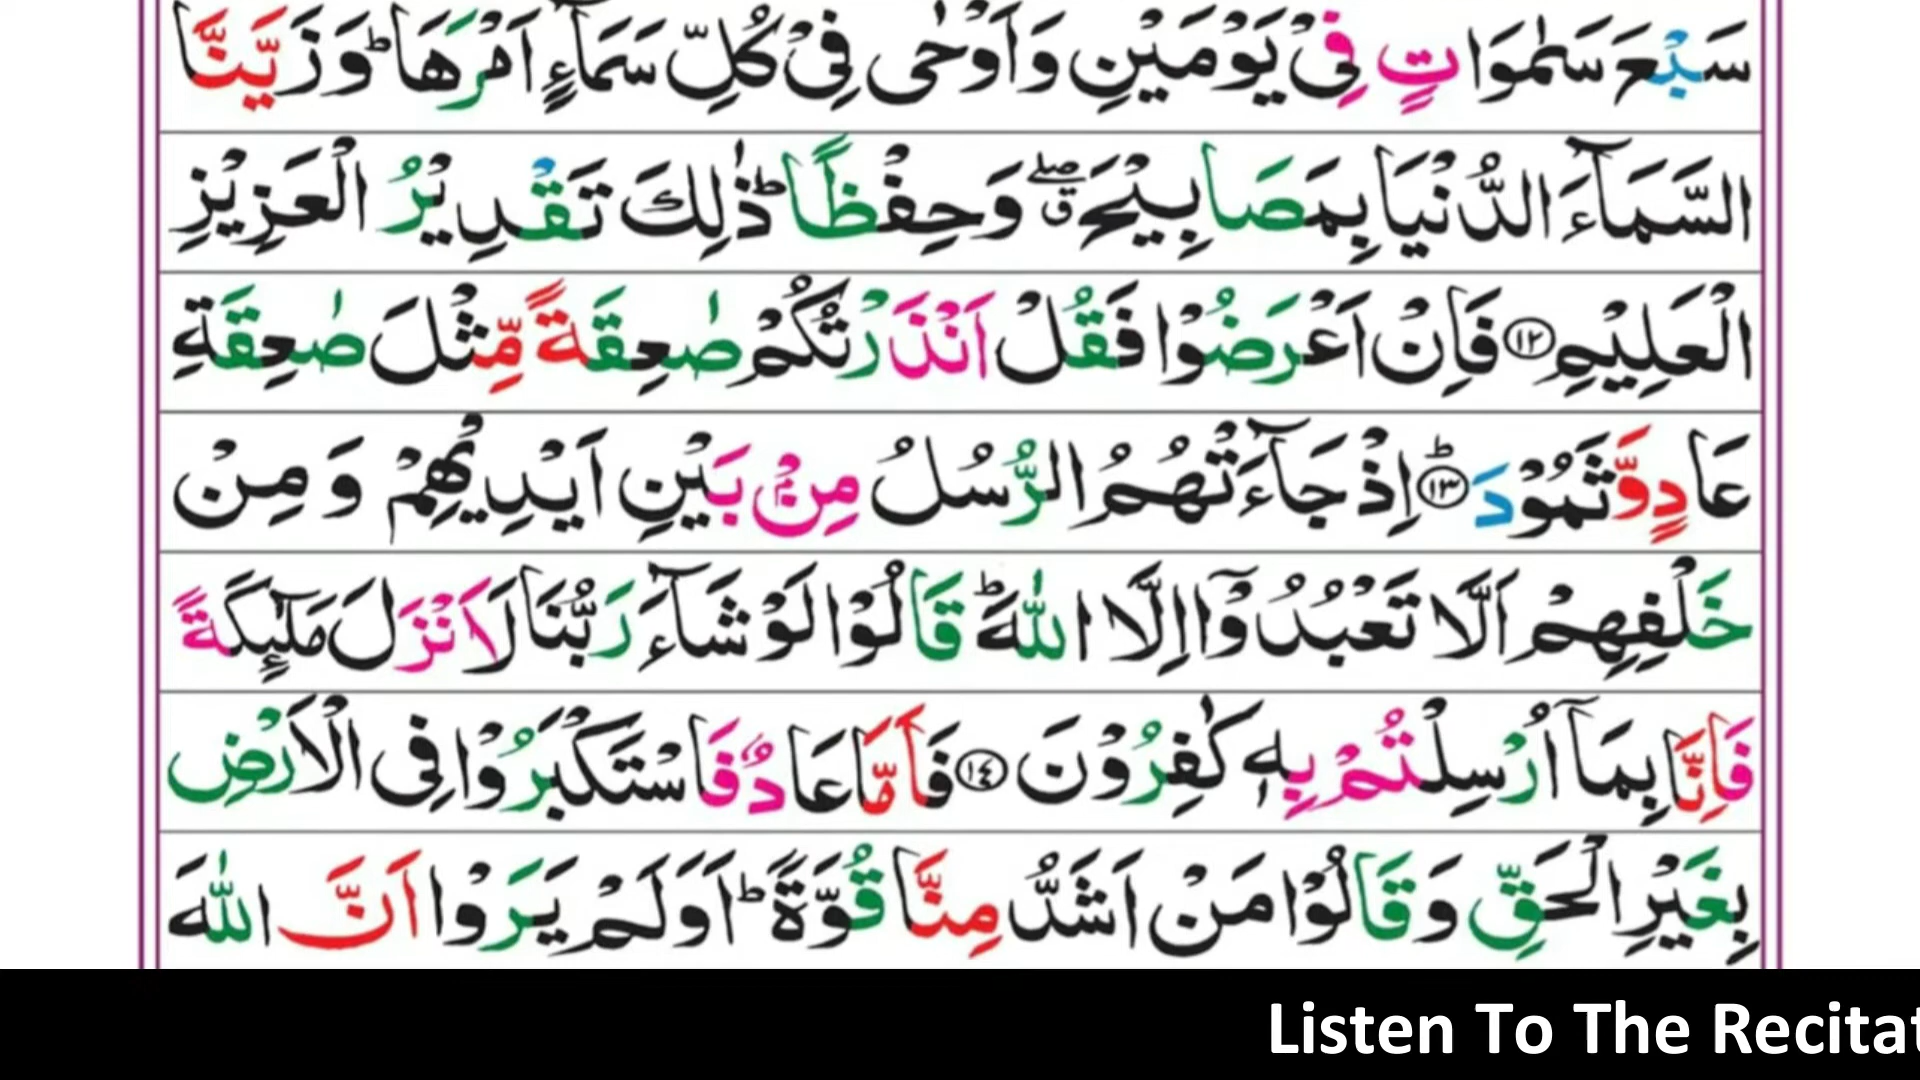 سَبْعَ سَمٰوَاتٍ فِیْ یَوْمَیْنِ وَاَوْحٰی فِیْ كُلِّ سَمَآءٍ اَمْرَهَا ؕ وَ زَیَّنَّا
السَّمَآءَ الدُّنْیَا بِمَصَابِیْحَ ۖۗ وَحِفْظًا ؕ ذٰلِكَ تَقْدِیْرُ الْعَزِیْزِ
الْعَلِیْمِ ﴿۱۲﴾ فَاِنْ اَعْرَضُوْا فَقُلْ اَنْذَرْتُكُمْ صٰعِقَةً مِّثْلَ صٰعِقَةِ
عَادٍ وَّثَمُوْدَ ؕ ﴿۱۳﴾ اِذْ جَآءَتْهُمُ الرُّسُلُ مِنْۢ بَیْنِ اَیْدِیْهِمْ وَ مِنْ
خَلْفِهِمْ اَلَّا تَعْبُدُوْۤا اِلَّا اللّٰهَ ؕ قَالُوْا لَوْ شَآءَ رَبُّنَا لَاَنْزَلَ مَلٰٓىِٕكَةً
فَاِنَّا بِمَاۤ اُرْسِلْتُمْ بِهٖ كٰفِرُوْنَ ﴿۱٤﴾ فَاَمَّا عَادٌ فَاسْتَكْبَرُوْا فِی الْاَرْضِ
بِغَیْرِ الْحَقِّ وَقَالُوْا مَنْ اَشَدُّ مِنَّا قُوَّةً ؕ اَوَلَمْ یَرَوْا اَنَّ اللّٰهَ
Listen To The Recitat